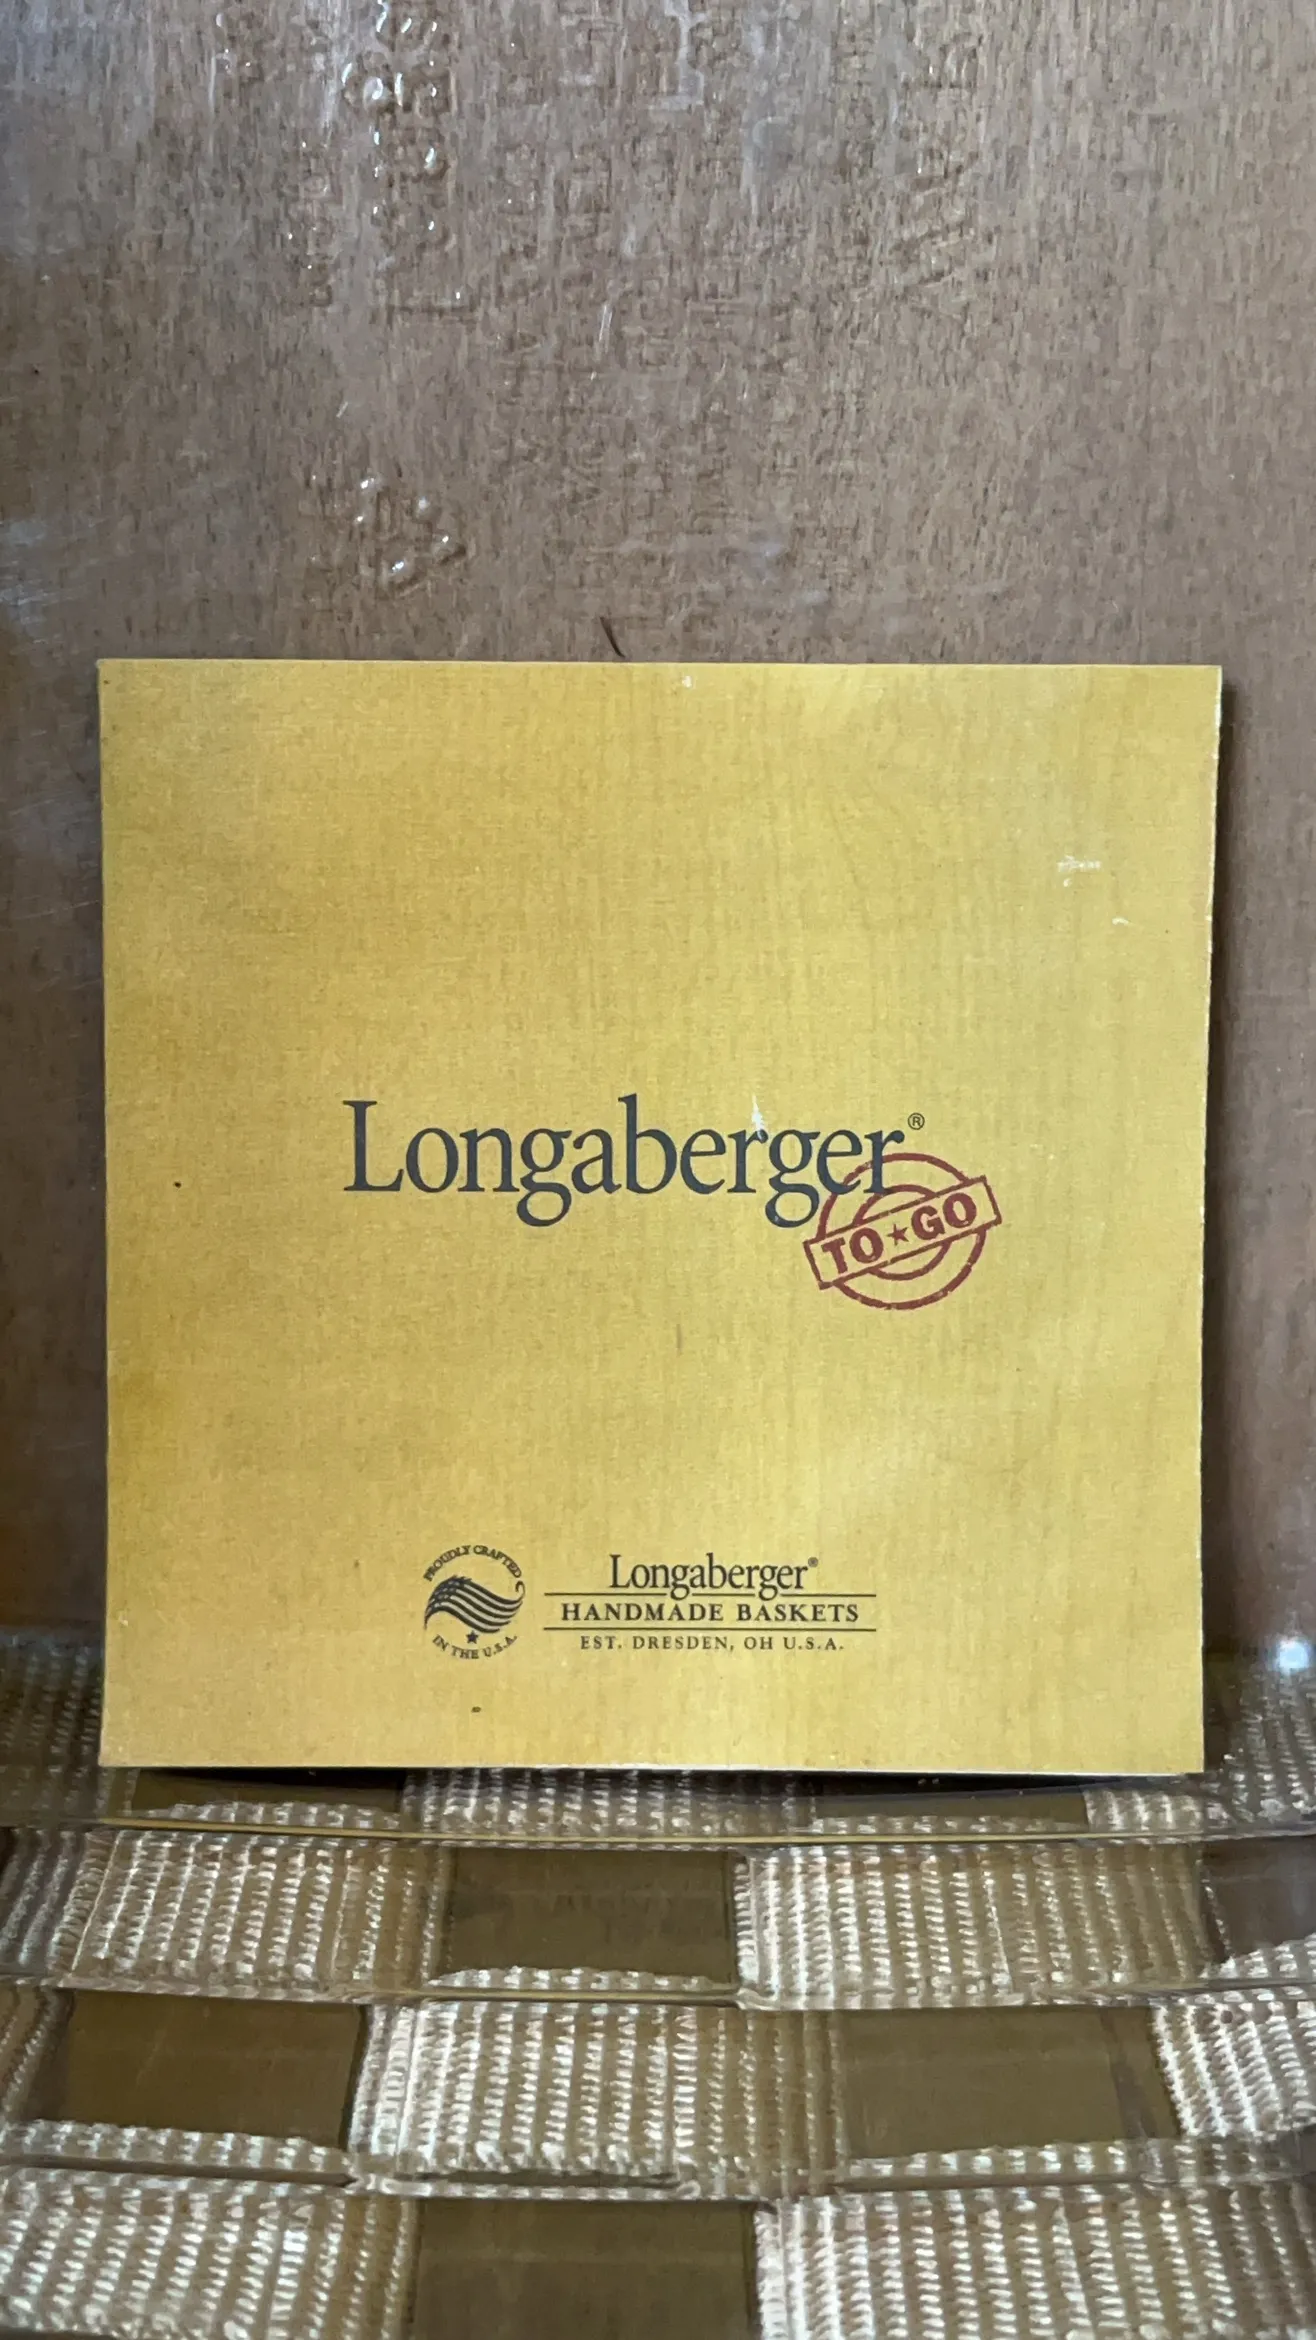 Longaberger®
TO★GO
PROUDLY CRAFTED
IN THE U.S.A.
Longaberger®
HANDMADE BASKETS
EST. DRESDEN, OH U.S.A.